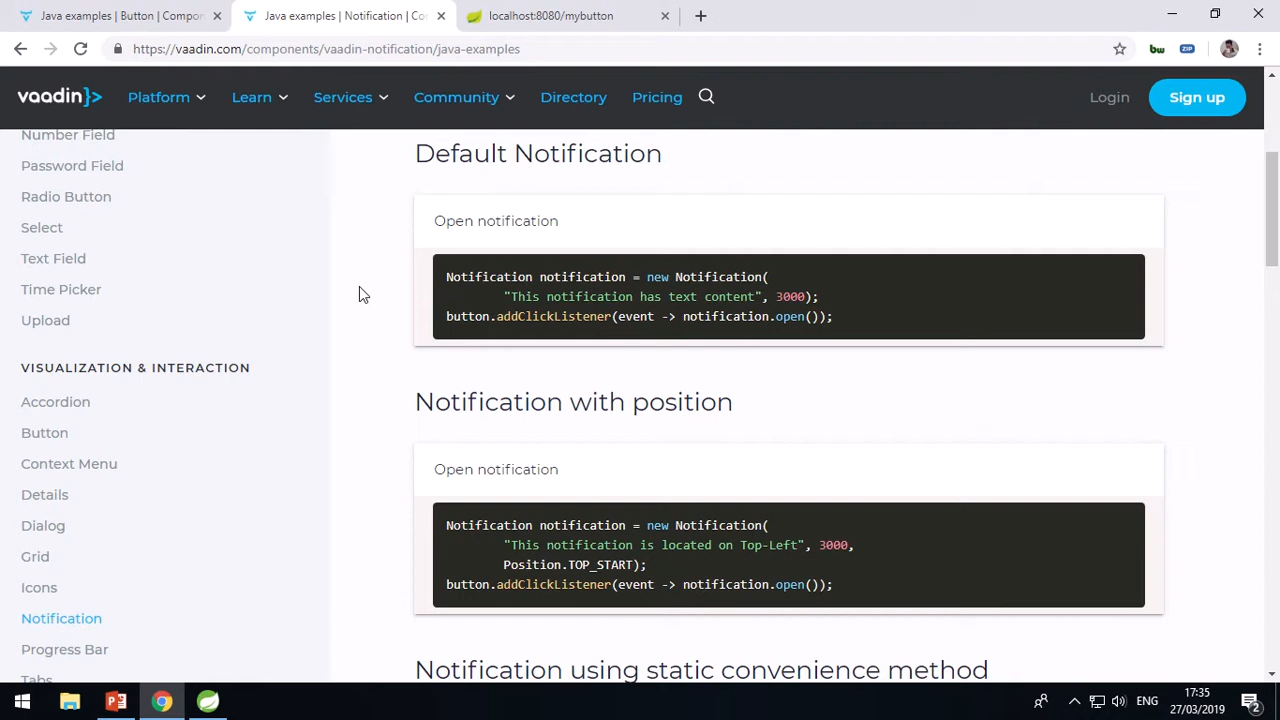 Java examples | Button | Compon
Java examples | Notification | Co
localhost:8080/mybutton
https://vaadin.com/components/vaadin-notification/java-examples
bw
ZIP
vaadin}>
Platform
Learn
Services
Community
Directory
Pricing
Login
Sign up
Number Field
Password Field
Radio Button
Select
Text Field
Time Picker
Upload
VISUALIZATION & INTERACTION
Accordion
Button
Context Menu
Details
Dialog
Grid
Icons
Notification
Progress Bar
Tabs
Default Notification
Open notification
Notification notification = new Notification(
"This notification has text content", 3000);
button.addClickListener(event -> notification.open());
Notification with position
Open notification
Notification notification = new Notification(
"This notification is located on Top-Left", 3000,
Position.TOP_START);
button.addClickListener(event -> notification.open());
Notification using static convenience method
ENG
17:35
27/03/2019
2